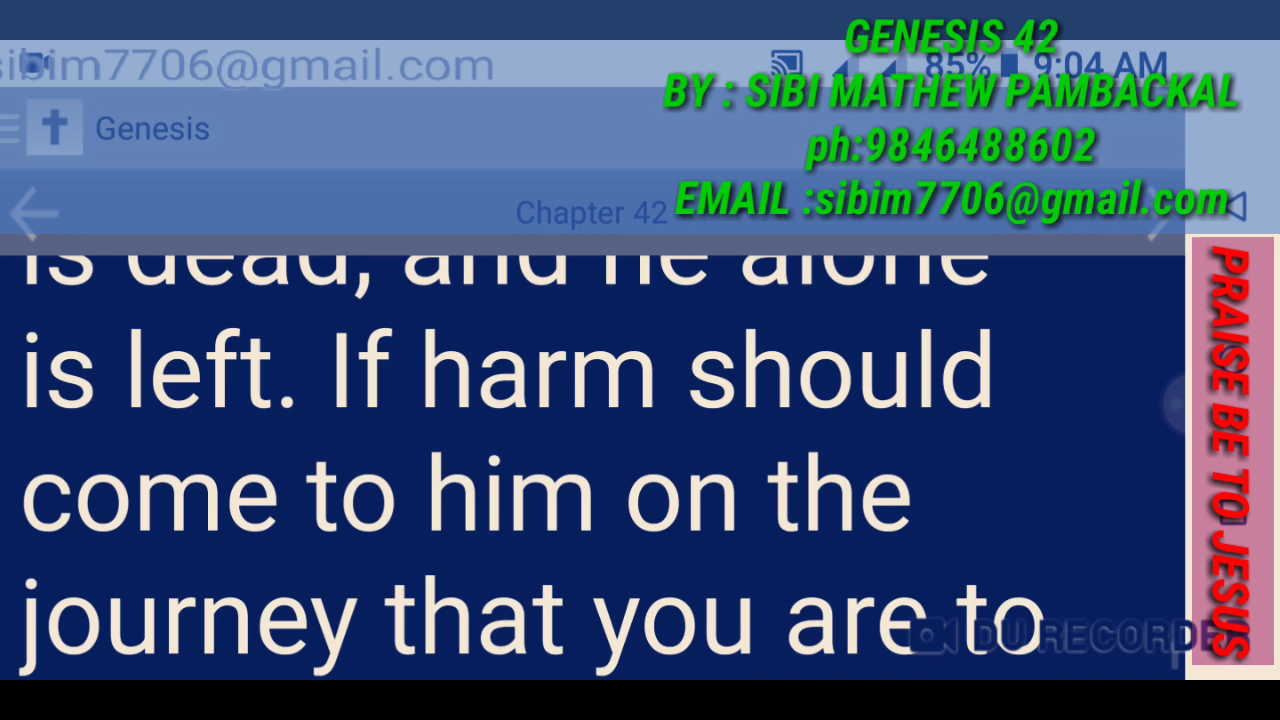 GENESIS 42
sibim7706@gmail.com
85% 9:04 AM
BY : SIBI MATHEW PAMBACKAL
Genesis
ph:9846488602
EMAIL :sibim7706@gmail.com
Chapter 42
is dead, and he alone
is left. If harm should
come to him on the
journey that you are to
PRAISE BE TO JESUS
DU RECORDE